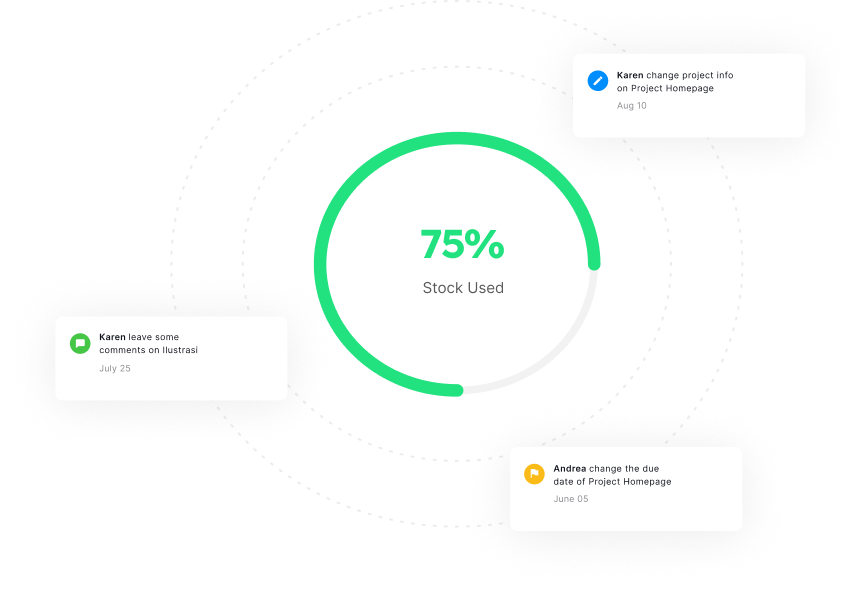 Karen change project info
on Project Homepage
Aug 10
75%
Stock Used
Karen leave some
comments on Ilustrasi
July 25
Andrea change the due
date of Project Homepage
June 05